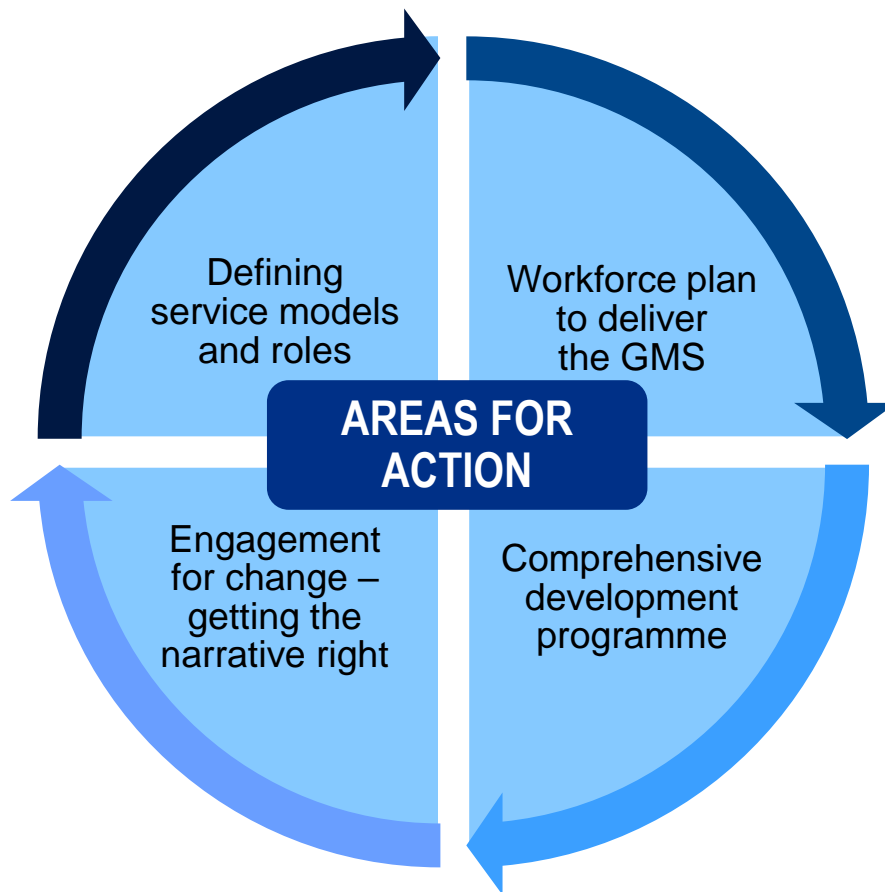 Defining
service models
and roles
Workforce plan
to deliver
the GMS
AREAS FOR
ACTION
Engagement
for change –
getting the
narrative right
Comprehensive
development
programme